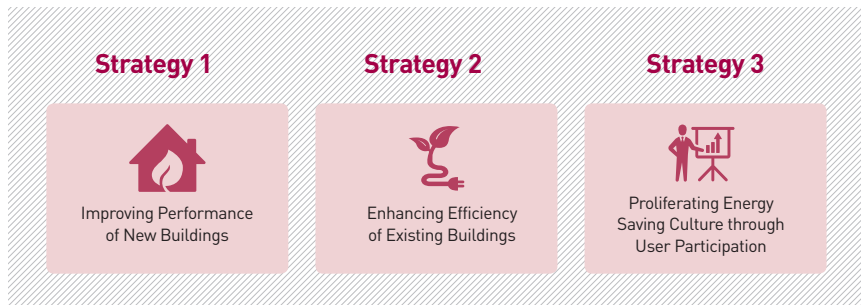 Strategy 1
Strategy 2
Strategy 3
Improving Performance
of New Buildings
Enhancing Efficiency
of Existing Buildings
Proliferating Energy
Saving Culture through
User Participation